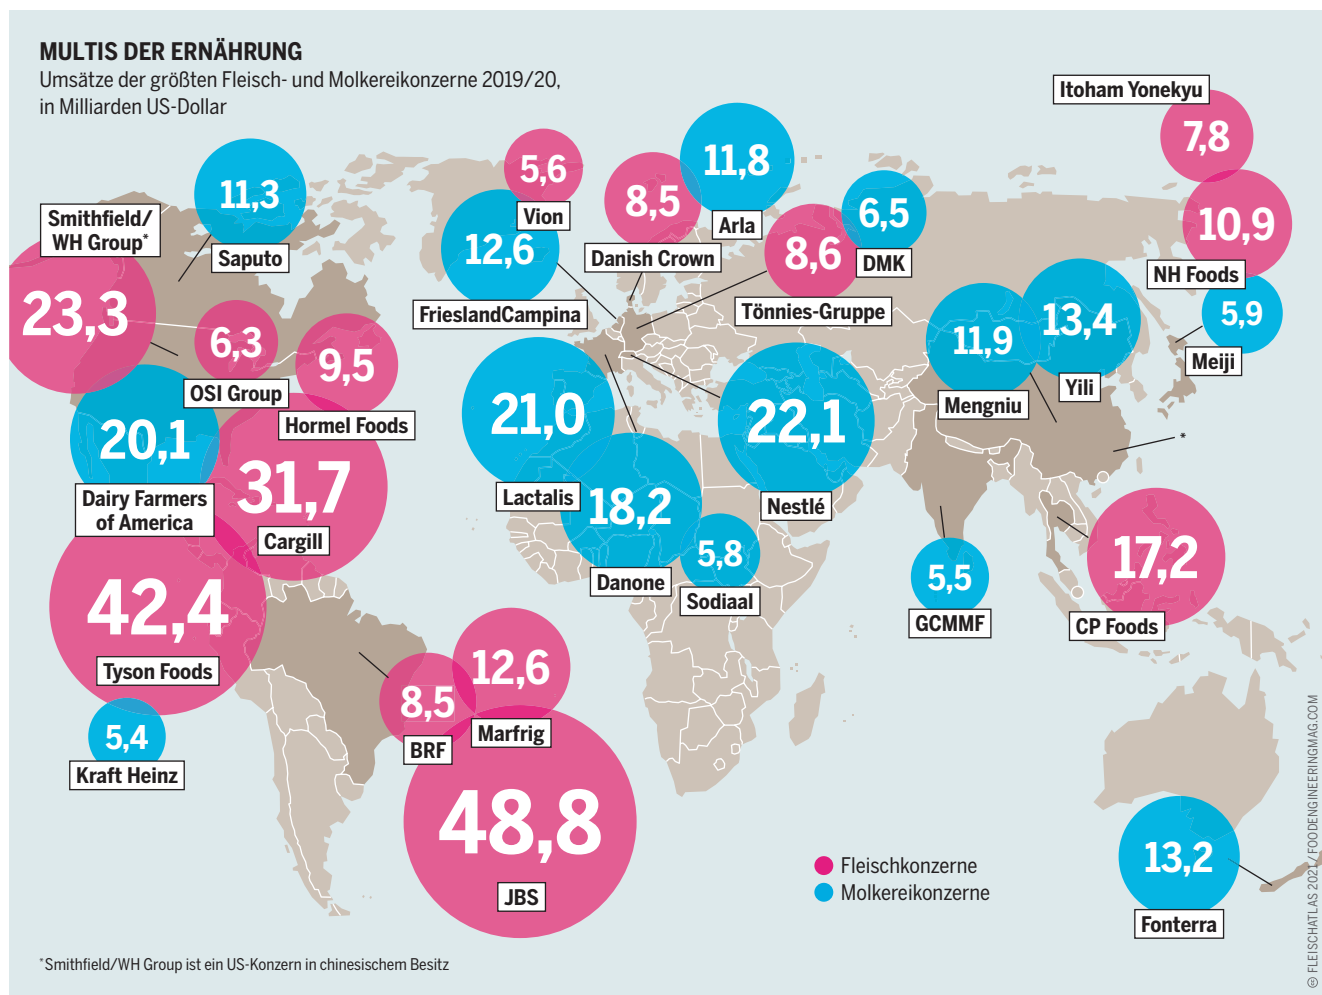 MULTIS DER ERNÄHRUNG
Umsätze der größten Fleisch- und Molkereikonzerne 2019/20,
in Milliarden US-Dollar
Smithfield/
WH Group*
23,3
11,3
Saputo
6,3
OSI Group
9,5
Hormel Foods
20,1
Dairy Farmers
of America
31,7
Cargill
42,4
Tyson Foods
5,4
Kraft Heinz
8,5
BRF
12,6
Marfrig
48,8
JBS
5,6
Vion
12,6
FrieslandCampina
8,5
Danish Crown
11,8
Arla
8,6
Tönnies-Gruppe
6,5
DMK
21,0
Lactalis
18,2
Danone
5,8
Sodiaal
22,1
Nestlé
Itoham Yonekyu
7,8
10,9
NH Foods
5,9
Meiji
11,9
Mengniu
13,4
Yili
*
5,5
GCMMF
17,2
CP Foods
13,2
Fonterra
Fleischkonzerne
Molkereikonzerne
*Smithfield/WH Group ist ein US-Konzern in chinesischem Besitz
cc FLEISCHATLAS 2021/ FOODENGINEERINGMAG.COM